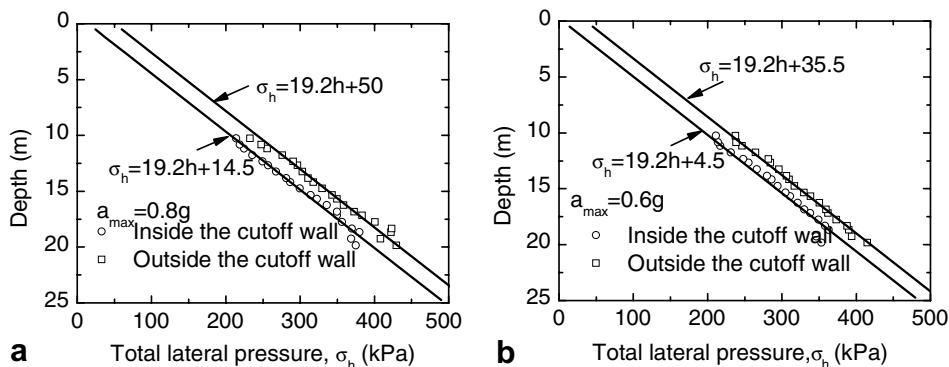 0
5
10
15
20
25
Depth (m)
σh=19.2h+50
σh=19.2h+14.5
amax=0.8g
Inside the cutoff wall
Outside the cutoff wall
0 100 200 300 400 500
Total lateral pressure, σh (kPa)
a
0
5
10
15
20
25
Depth (m)
σh=19.2h+35.5
σh=19.2h+4.5
amax=0.6g
Inside the cutoff wall
Outside the cutoff wall
0 100 200 300 400 500
Total lateral pressure,σh (kPa)
b